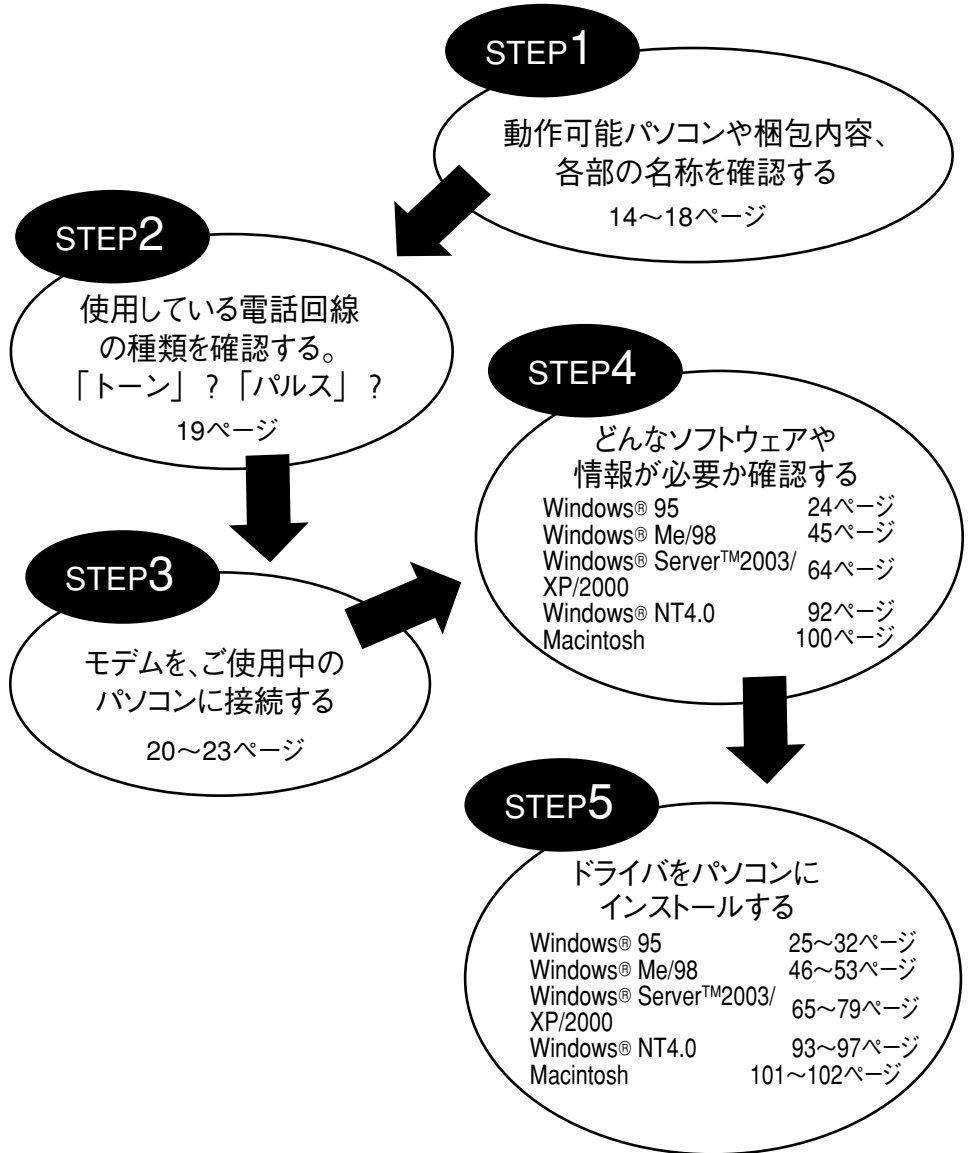 STEP1
動作可能パソコンや梱包内容、
各部の名称を確認する
14～18ページ
STEP2
使用している電話回線
の種類を確認する。
「トーン」?「パルス」?
19ページ
STEP3
モデムを、ご使用中の
パソコンに接続する
20～23ページ
STEP4
どんなソフトウェアや
情報が必要か確認する
Windows® 95 24ページ
Windows® Me/98 45ページ
Windows® Server™2003/
XP/2000 64ページ
Windows® NT4.0 92ページ
Macintosh 100ページ
STEP5
ドライバをパソコンに
インストールする
Windows® 95 25～32ページ
Windows® Me/98 46～53ページ
Windows® Server™2003/
XP/2000 65～79ページ
Windows® NT4.0 93～97ページ
Macintosh 101～102ページ